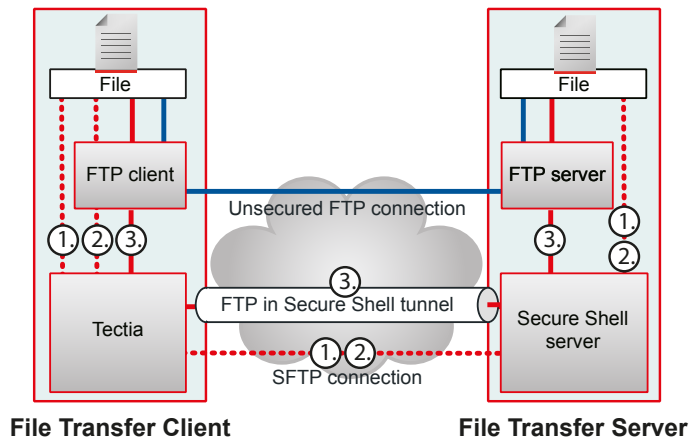 File
File
FTP client
FTP server
Unsecured FTP connection
1.
2.
3.
3.
1.
2.
3.
FTP in Secure Shell tunnel
Tectia
Secure Shell
server
1.
2.
SFTP connection
File Transfer Client
File Transfer Server